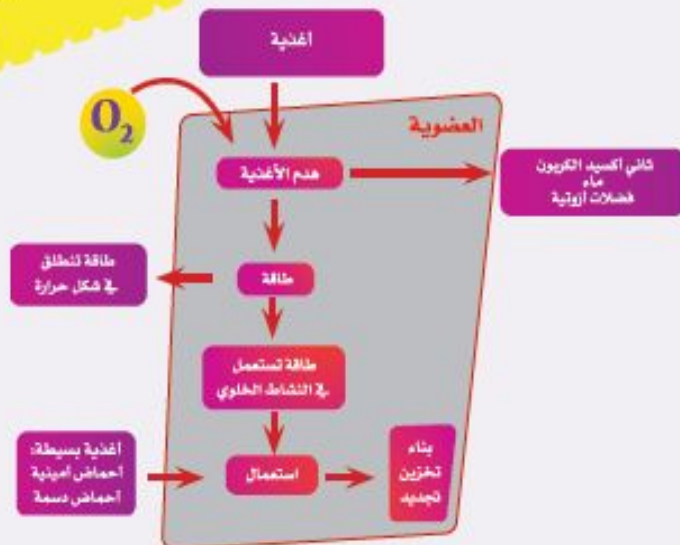 أغذية
O2
العضوية
هدم الأغذية
ثاني أكسيد الكربون
ماء
فضلات أزوتية
طاقة
طاقة تنطلق
في شكل حرارة
طاقة تستعمل
في النشاط الخلوي
أغذية بسيطة:
أحماض أمينية
أحماض دسمة
استعمال
بناء
تخزين
تجديد